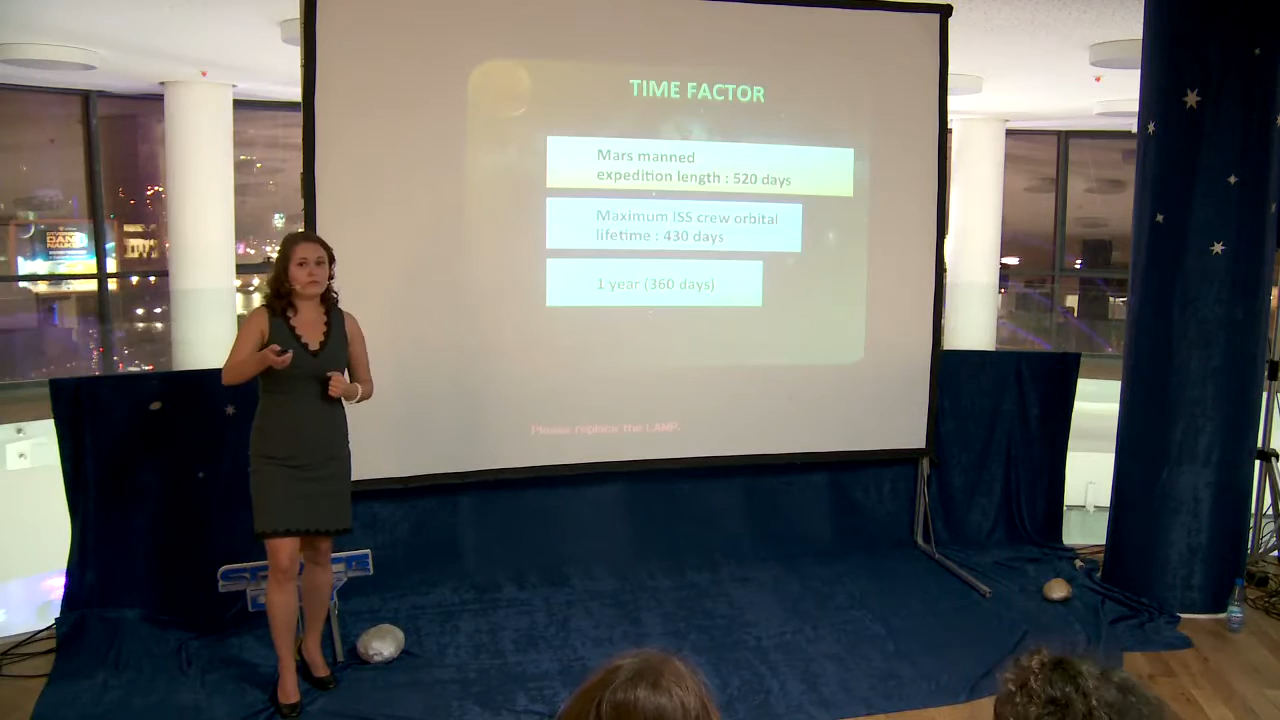 TIME FACTOR
Mars manned
expedition length : 520 days
Maximum ISS crew orbital
lifetime : 430 days
1 year (360 days)
Please replace the LAMP.